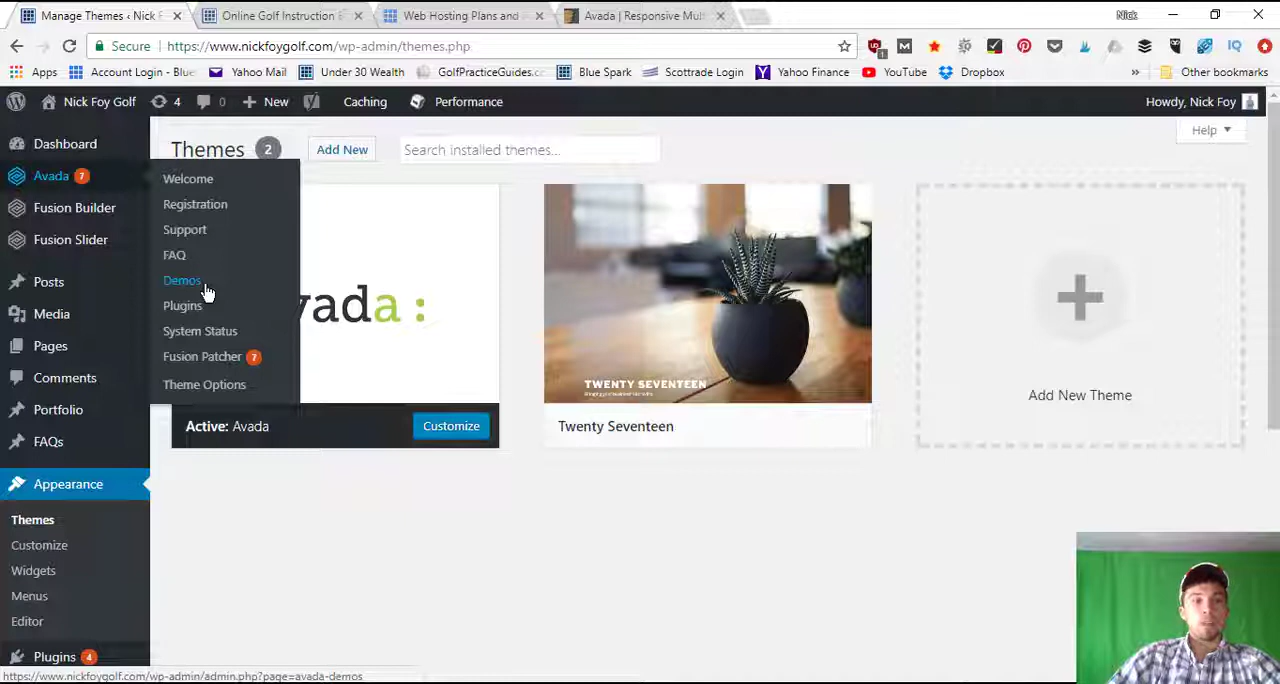 Manage Themes ‹ Nick F
Online Golf Instruction
Web Hosting Plans and
Avada | Responsive Mul
Nick
Secure
https://www.nickfoygolf.com/wp-admin/themes.php
Apps
Account Login - Blue
Yahoo Mail
Under 30 Wealth
GolfPracticeGuides.c
Blue Spark
Scottrade Login
Yahoo Finance
YouTube
Dropbox
»
Other bookmarks
Nick Foy Golf
4
0
New
Caching
Performance
Howdy, Nick Foy
Dashboard
Avada 7
Fusion Builder
Fusion Slider
Posts
Media
Pages
Comments
Portfolio
FAQs
Appearance
Themes
Customize
Widgets
Menus
Editor
Plugins 4
Welcome
Registration
Support
FAQ
Demos
Plugins
System Status
Fusion Patcher 7
Theme Options
Themes 2
Add New
Search installed themes...
Help
vada :
Active: Avada
Customize
TWENTY SEVENTEEN
Twenty Seventeen
Add New Theme
https://www.nickfoygolf.com/wp-admin/admin.php?page=avada-demos